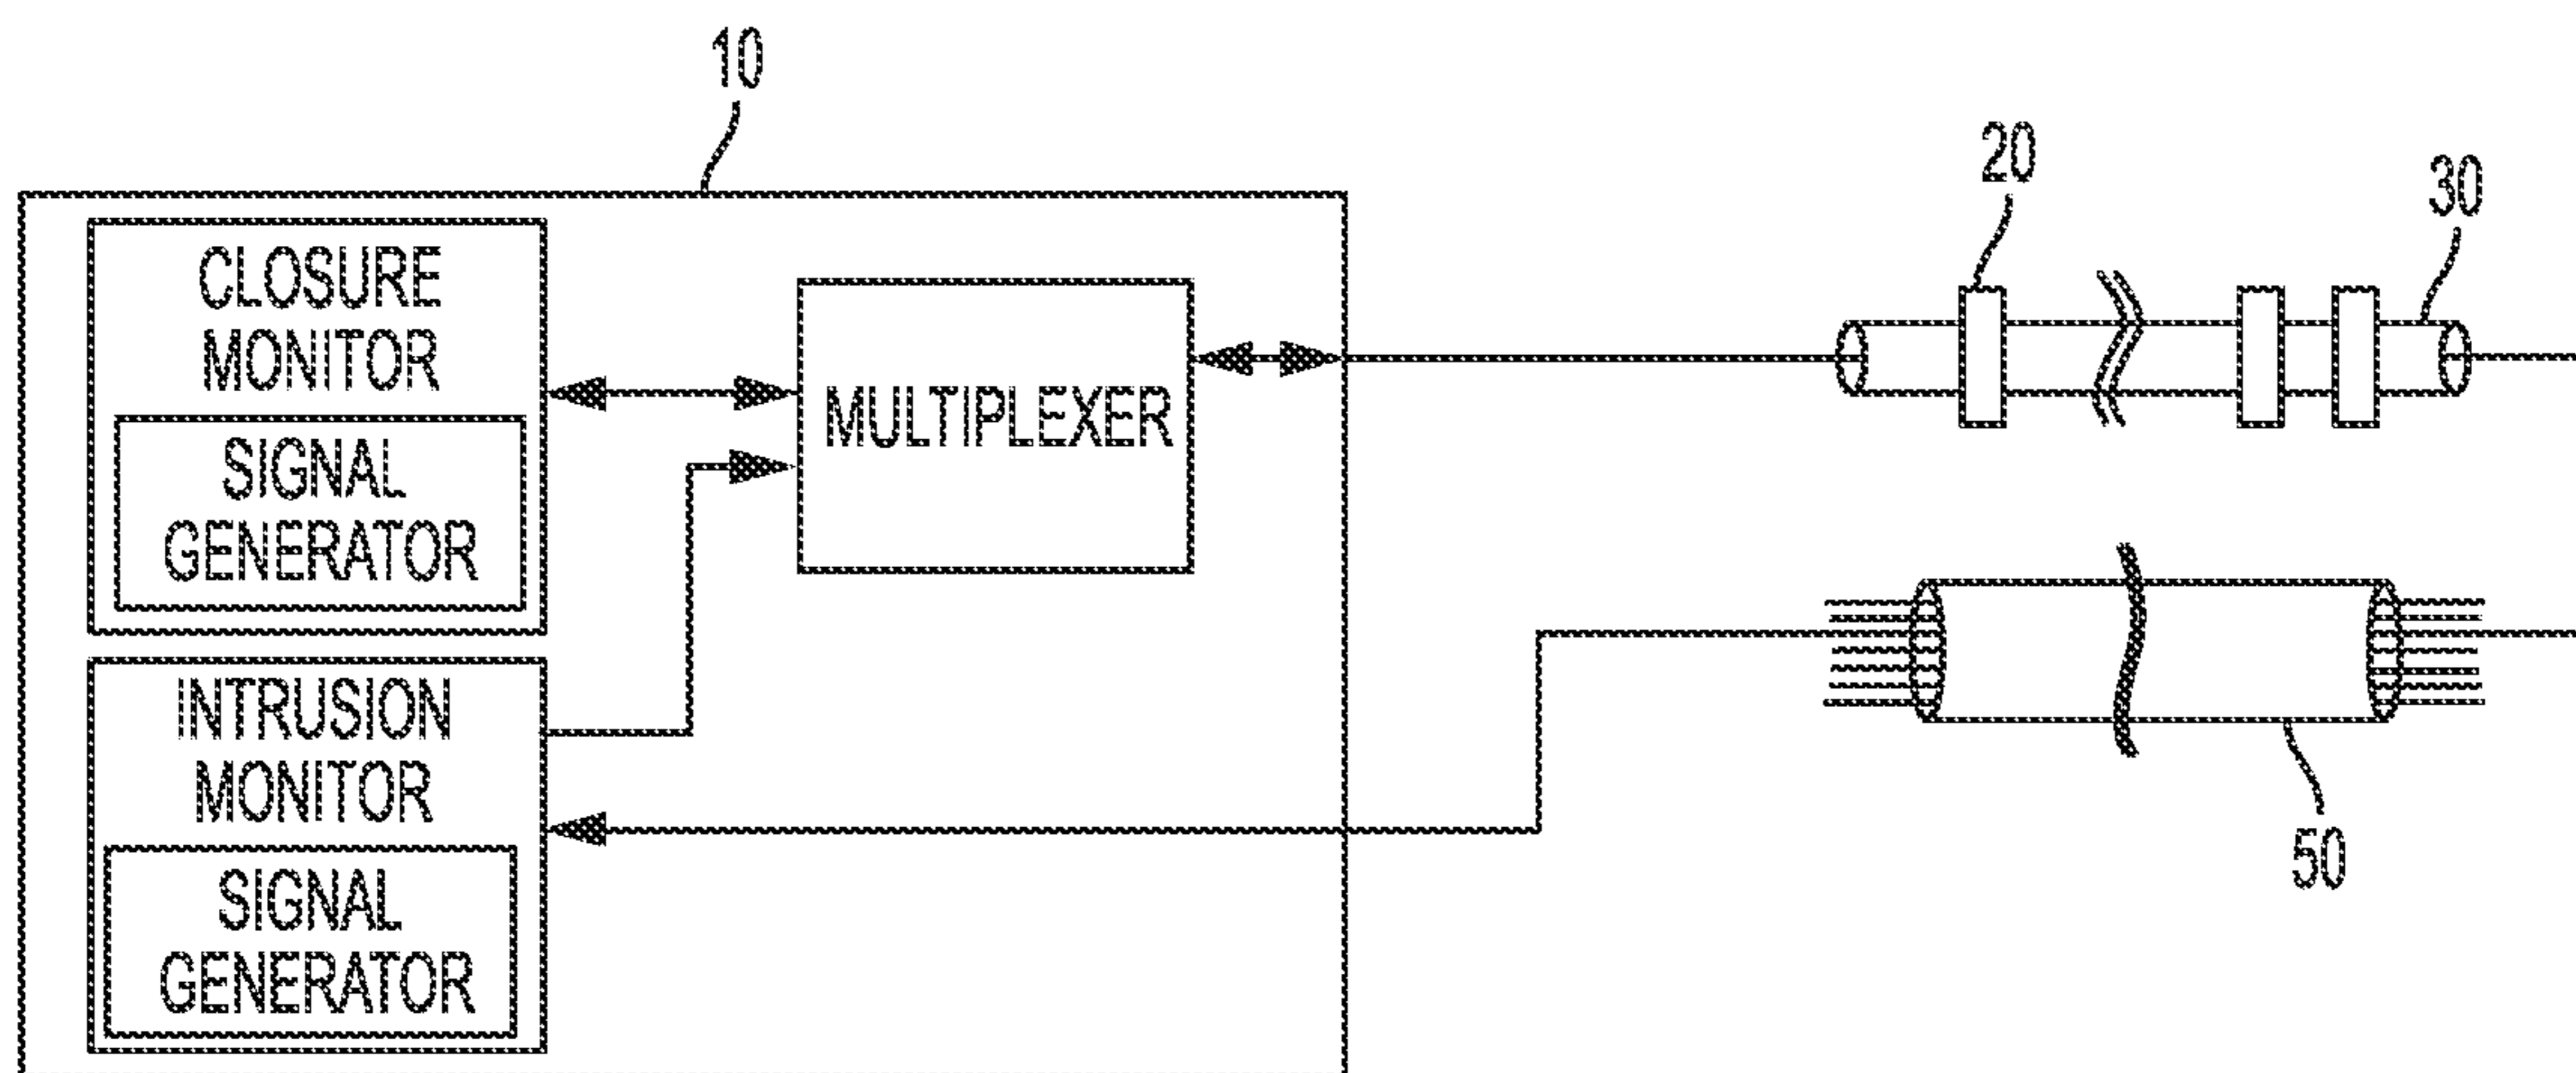 10
20
30
CLOSURE
MONITOR
SIGNAL
GENERATOR
MULTIPLEXER
INTRUSION
MONITOR
SIGNAL
GENERATOR
50